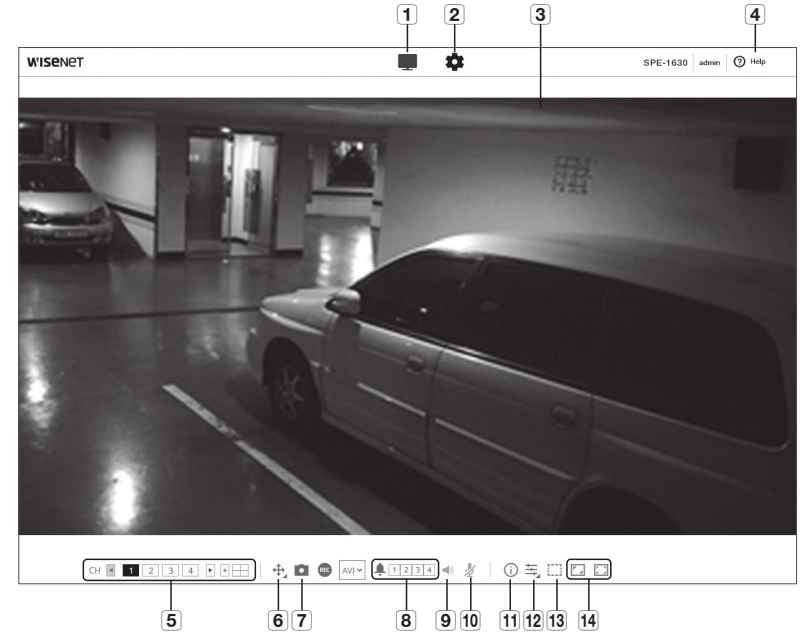 1 2 3 4
WISENET
SPE-1630 admin ? Help
CH 1 2 3 4 + REC AVI 1 2 3 4 i
5 6 7 8 9 10 11 12 13 14